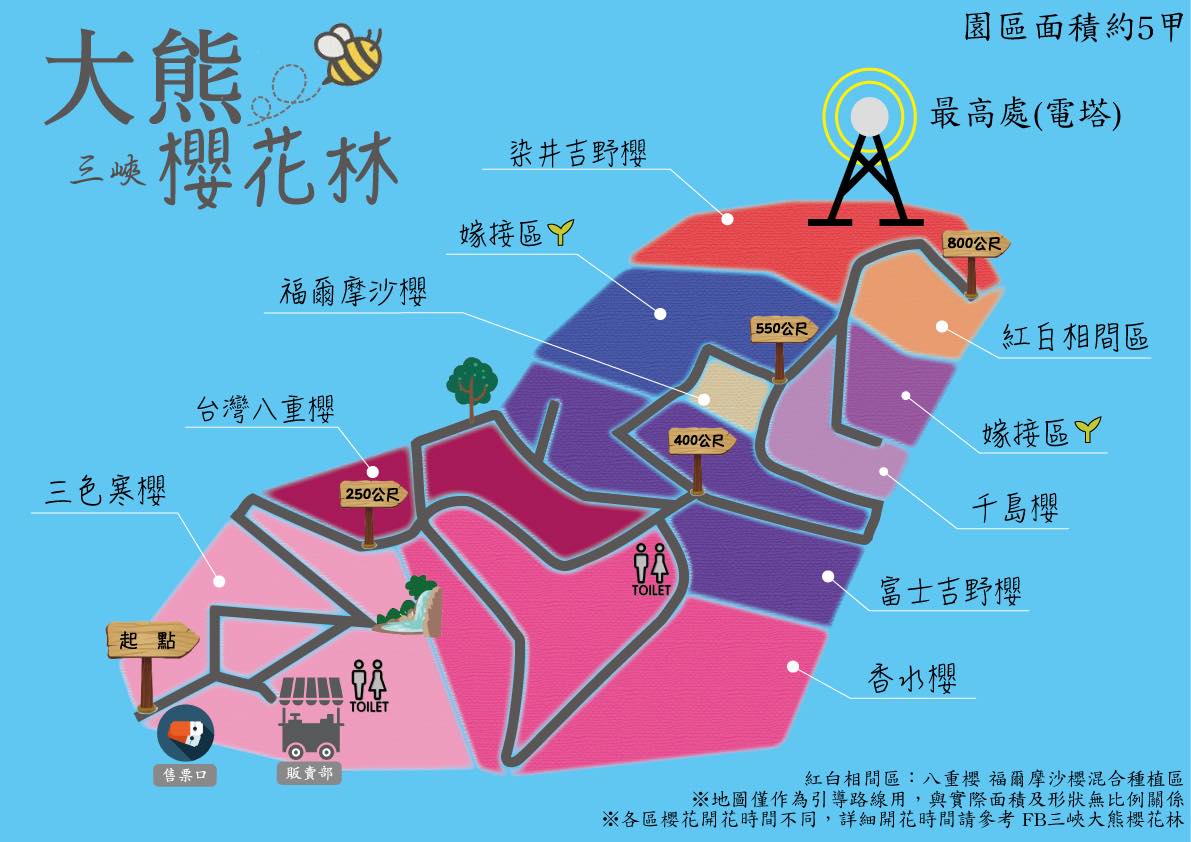 園區面積約5甲
大熊
三峽 櫻花林
最高處(電塔)
染井吉野櫻
嫁接區
800公尺
福爾摩沙櫻
550公尺
紅白相間區
台灣八重櫻
嫁接區
400公尺
三色寒櫻
250公尺
千島櫻
TOILET
富士吉野櫻
起 點
香水櫻
TOILET
售票口
販賣部
紅白相間區:八重櫻 福爾摩沙櫻混合種植區
※地圖僅作為引導路線用,與實際面積及形狀無比例關係
※各區櫻花開花時間不同,詳細開花時間請參考 FB三峽大熊櫻花林